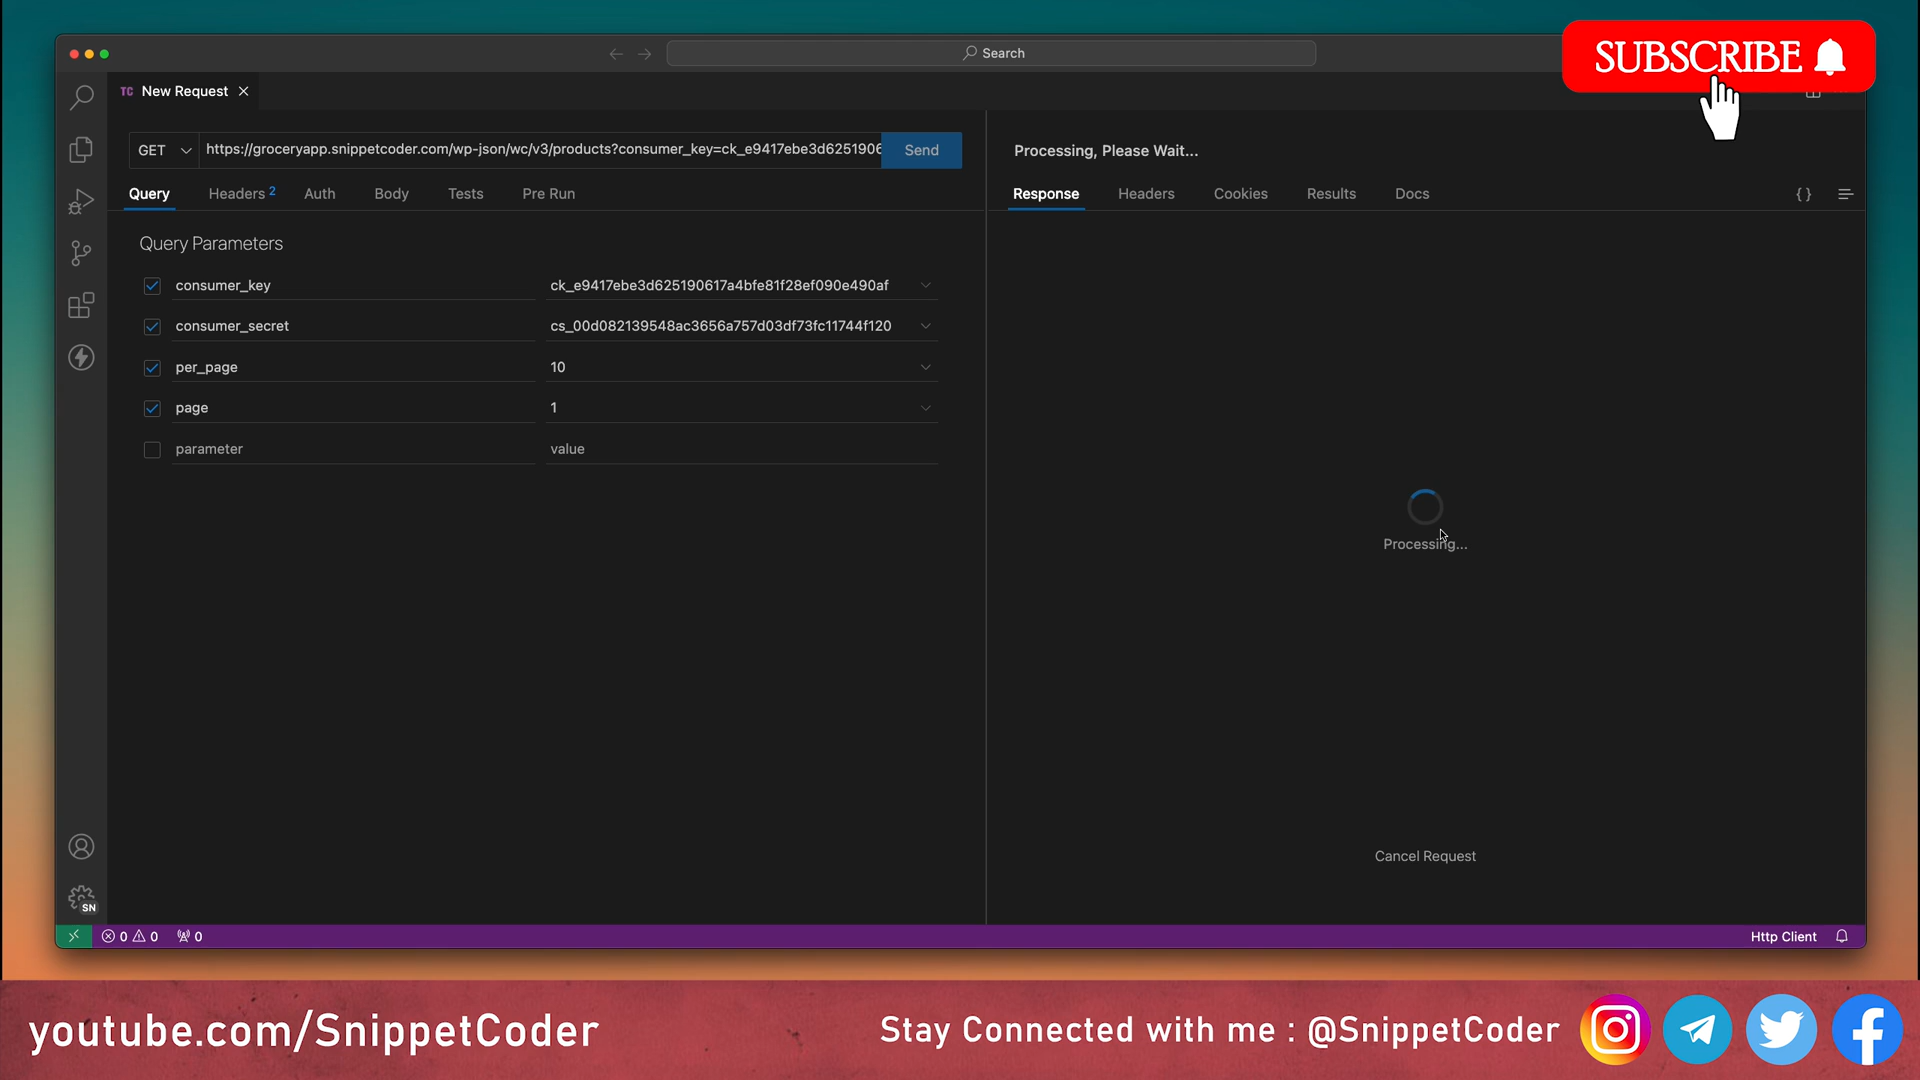 Search
SUBSCRIBE
TC New Request
GET https://groceryapp.snippetcoder.com/wp-json/wc/v3/products?consumer_key=ck_e9417ebe3d6251906 Send
Processing, Please Wait...
Query Headers 2 Auth Body Tests Pre Run
Response Headers Cookies Results Docs {}
Query Parameters
consumer_key ck_e9417ebe3d625190617a4bfe81f28ef090e490af
consumer_secret cs_00d082139548ac3656a757d03df73fc11744f120
per_page 10
page 1
parameter value
Processing...
Cancel Request
SN
0 0 0
Http Client
youtube.com/SnippetCoder
Stay Connected with me : @SnippetCoder